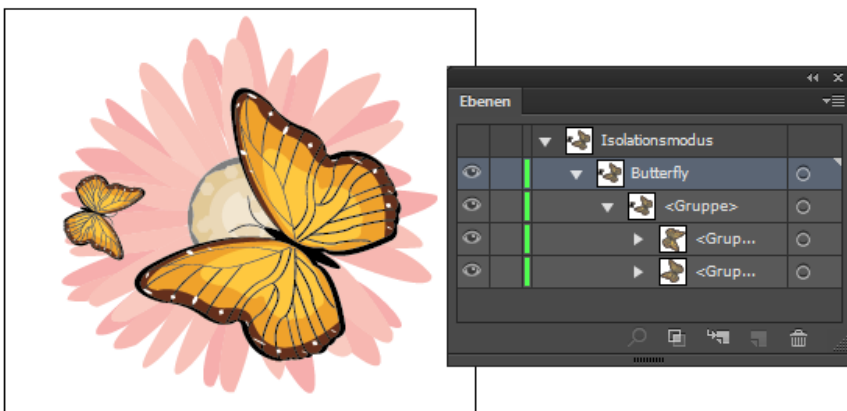 Ebenen
Isolationsmodus
Butterfly
<Gruppe>
<Grup...
<Grup...